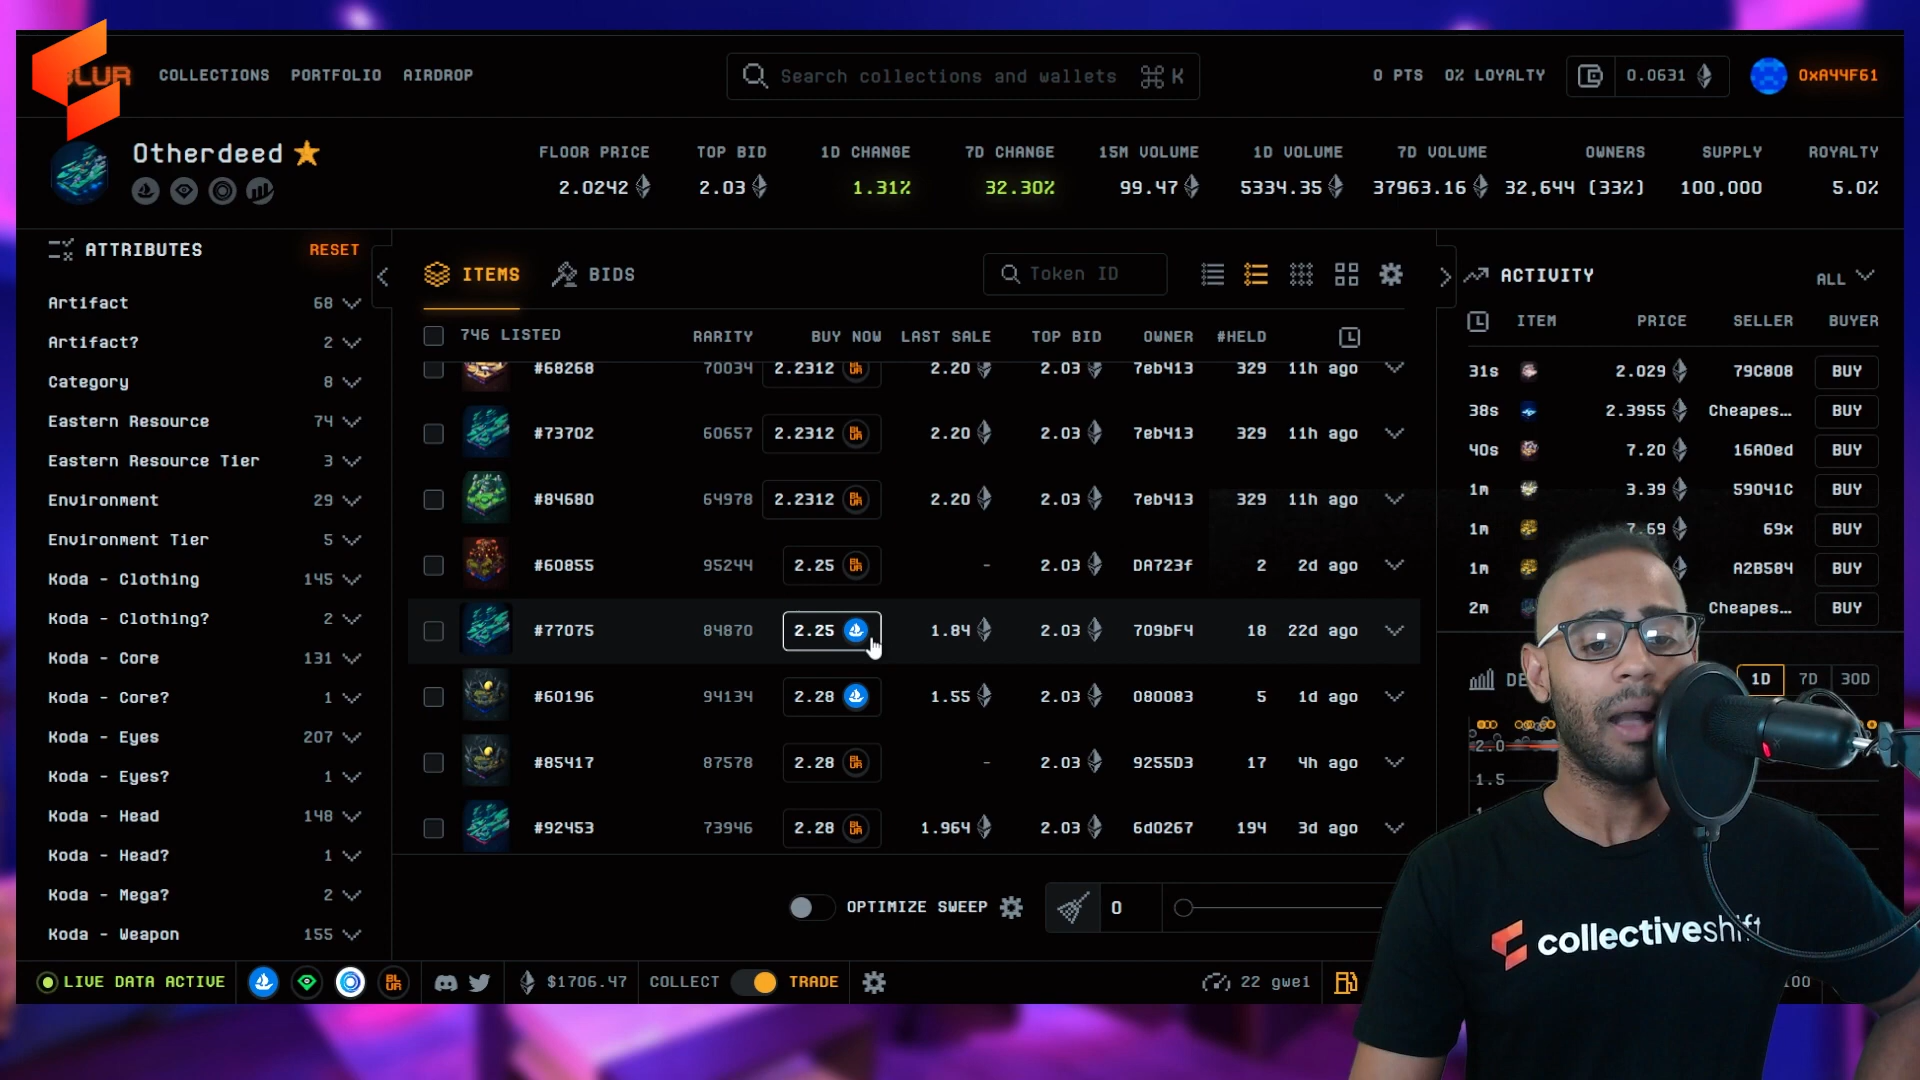 BLUR COLLECTIONS PORTFOLIO AIRDROP Search collections and wallets ⌘ K 0 PTS 0% LOYALTY 0.0631 0xA44F61
Otherdeed
FLOOR PRICE TOP BID 1D CHANGE 7D CHANGE 15M VOLUME 1D VOLUME 7D VOLUME OWNERS SUPPLY ROYALTY
2.0242 2.03 1.31% 32.30% 99.47 5334.35 37963.16 32,644 (33%) 100,000 5.0%
ATTRIBUTES RESET
Artifact 68
Artifact? 2
Category 8
Eastern Resource 74
Eastern Resource Tier 3
Environment 29
Environment Tier 5
Koda - Clothing 145
Koda - Clothing? 2
Koda - Core 131
Koda - Core? 1
Koda - Eyes 207
Koda - Eyes? 1
Koda - Head 148
Koda - Head? 1
Koda - Mega? 2
Koda - Weapon 155
ITEMS BIDS Token ID
746 LISTED RARITY BUY NOW LAST SALE TOP BID OWNER #HELD
#68268 70034 2.2312 2.20 2.03 7eb413 329 11h ago
#73702 60657 2.2312 2.20 2.03 7eb413 329 11h ago
#84680 64978 2.2312 2.20 2.03 7eb413 329 11h ago
#60855 95244 2.25 - 2.03 DA723f 2 2d ago
#77075 84870 2.25 1.84 2.03 709bF4 18 22d ago
#60196 94134 2.28 1.55 2.03 080083 5 1d ago
#85417 87578 2.28 - 2.03 9255D3 17 4h ago
#92453 73946 2.28 1.964 2.03 6d0267 194 3d ago
OPTIMIZE SWEEP 0
ACTIVITY ALL
ITEM PRICE SELLER BUYER
31s 2.029 79C808 BUY
38s 2.3955 Cheapes... BUY
40s 7.20 16A0ed BUY
1m 3.39 59041C BUY
1m 7.69 69x BUY
1m A2B584 BUY
2m Cheapes... BUY
DE 1D 7D 30D
2.0
1.5
collectiveshift
LIVE DATA ACTIVE BLUR $1706.47 COLLECT TRADE 22 gwei